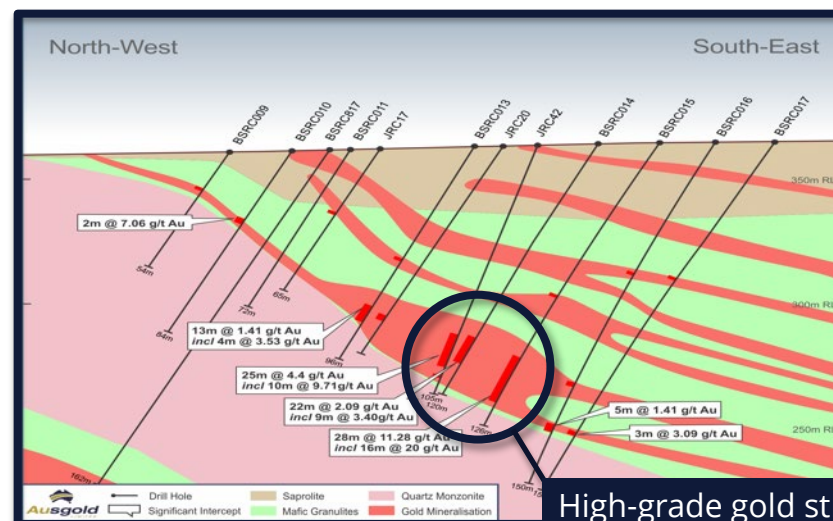 North-West
South-East
BSRC009
BSRC010
BSRC817
BSRC011
JRC17
BSRC013
JRC20
JRC42
BSRC014
BSRC015
BSRC016
BSRC017
350m RL
2m @ 7.06 g/t Au
54m
84m
72m
65m
300m RL
13m @ 1.41 g/t Au
incl 4m @ 3.53 g/t Au
96m
25m @ 4.4 g/t Au
incl 10m @ 9.71g/t Au
105m
120m
22m @ 2.09 g/t Au
incl 9m @ 3.40g/t Au
5m @ 1.41 g/t Au
250m RL
28m @ 11.28 g/t Au
incl 16m @ 20 g/t Au
126m
3m @ 3.09 g/t Au
162m
150m
Ausgold
Drill Hole
Significant Intercept
Saprolite
Mafic Granulites
Quartz Monzonite
Gold Mineralisation
High-grade gold st